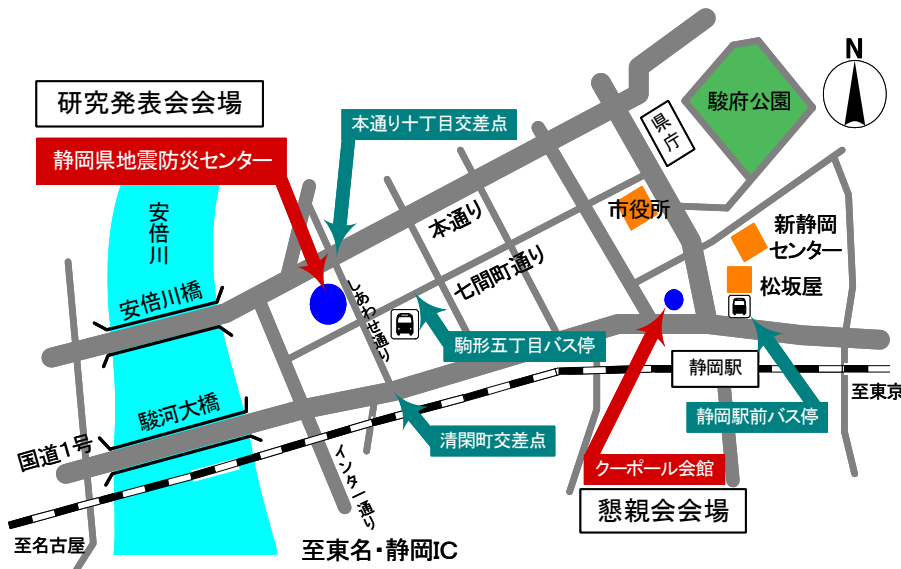 研究発表会会場
静岡県地震防災センター
本通り十丁目交差点
県庁
駿府公園
N
安倍川
本通り
市役所
新静岡
センター
七間町通り
しあわせ通り
松坂屋
安倍川橋
駒形五丁目バス停
静岡駅
至東京
駿河大橋
静岡駅前バス停
清閑町交差点
国道1号
クーポール会館
インター通り
懇親会会場
至名古屋
至東名・静岡IC